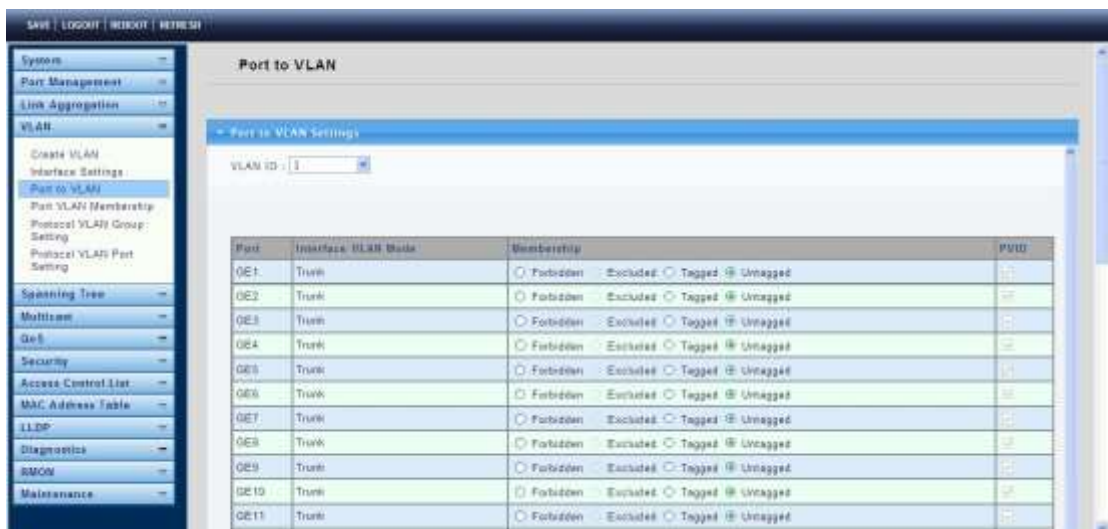 SAVE | LOGOUT | REBOOT | REFRESH
System
Port Management
Link Aggregation
VLAN
Create VLAN
Interface Settings
Port to VLAN
Port VLAN Membership
Protocol VLAN Group
Setting
Protocol VLAN Port
Setting
Spanning Tree
Multicast
QoS
Security
Access Control List
MAC Address Table
LLDP
Diagnostics
RMON
Maintenance
Port to VLAN
Port to VLAN Settings
VLAN ID : 1
Port Interface VLAN Mode Membership PVID
GE1 Trunk Forbidden Excluded Tagged Untagged
GE2 Trunk Forbidden Excluded Tagged Untagged
GE3 Trunk Forbidden Excluded Tagged Untagged
GE4 Trunk Forbidden Excluded Tagged Untagged
GE5 Trunk Forbidden Excluded Tagged Untagged
GE6 Trunk Forbidden Excluded Tagged Untagged
GE7 Trunk Forbidden Excluded Tagged Untagged
GE8 Trunk Forbidden Excluded Tagged Untagged
GE9 Trunk Forbidden Excluded Tagged Untagged
GE10 Trunk Forbidden Excluded Tagged Untagged
GE11 Trunk Forbidden Excluded Tagged Untagged